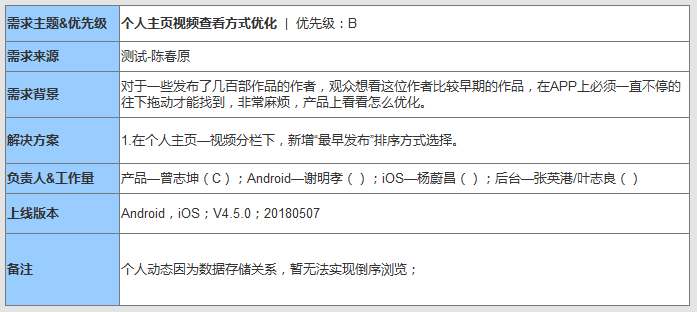 需求主题&优先级 个人主页视频查看方式优化 | 优先级：B
需求来源 测试-陈春原
需求背景 对于一些发布了几百部作品的作者，观众想看这位作者比较早期的作品，在APP上必须一直不停的
往下拖动才能找到，非常麻烦，产品上看看怎么优化。
解决方案 1.在个人主页—视频分栏下，新增“最早发布”排序方式选择。
负责人&工作量 产品—曾志坤（C）；Android—谢明孝（ ）；iOS—杨蔚昌（ ）；后台—张英港/叶志良（ ）
上线版本 Android，iOS；V4.5.0；20180507
备注 个人动态因为数据存储关系，暂无法实现倒序浏览；